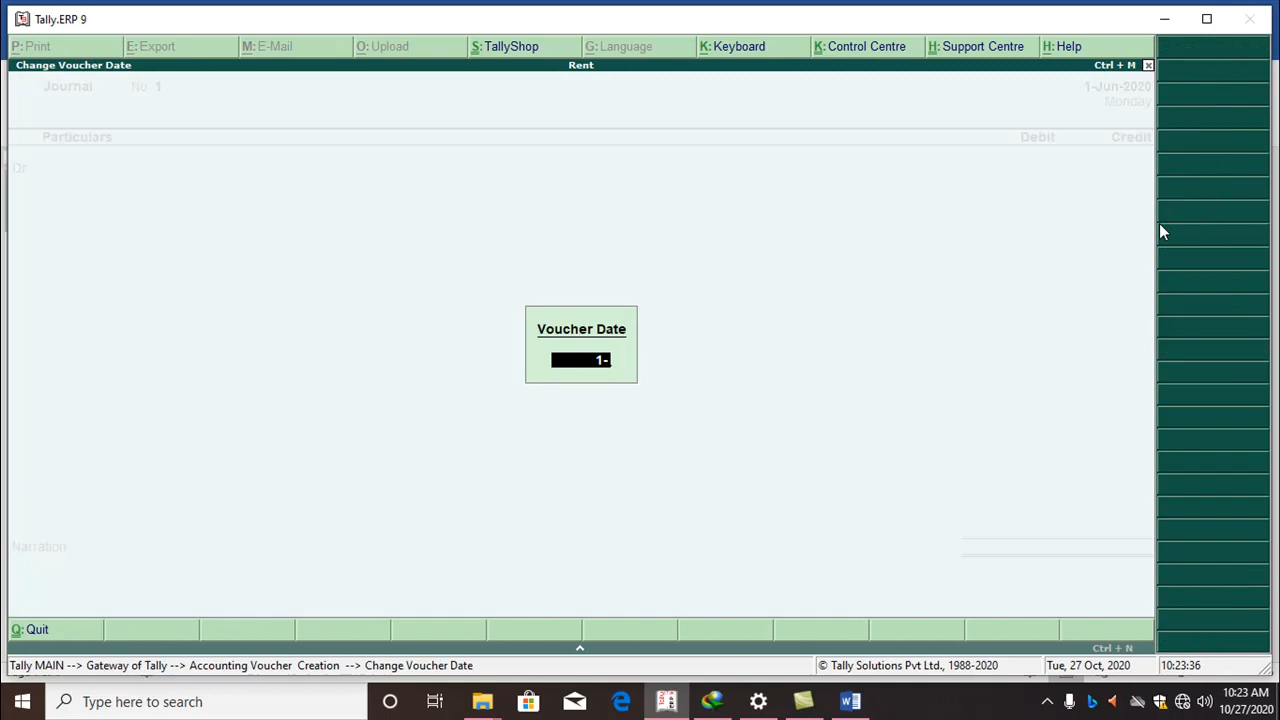 Tally.ERP 9
P: Print E: Export M: E-Mail O: Upload S: TallyShop G: Language K: Keyboard K: Control Centre H: Support Centre H: Help
Change Voucher Date Rent Ctrl + M
Journal No. 1 1-Jun-2020
Monday
Particulars Debit Credit
Dr
Voucher Date
1-
Narration
Q: Quit
Ctrl + N
Tally MAIN --> Gateway of Tally --> Accounting Voucher Creation --> Change Voucher Date © Tally Solutions Pvt Ltd., 1988-2020 Tue, 27 Oct, 2020 10:23:36
Type here to search 10:23 AM
10/27/2020